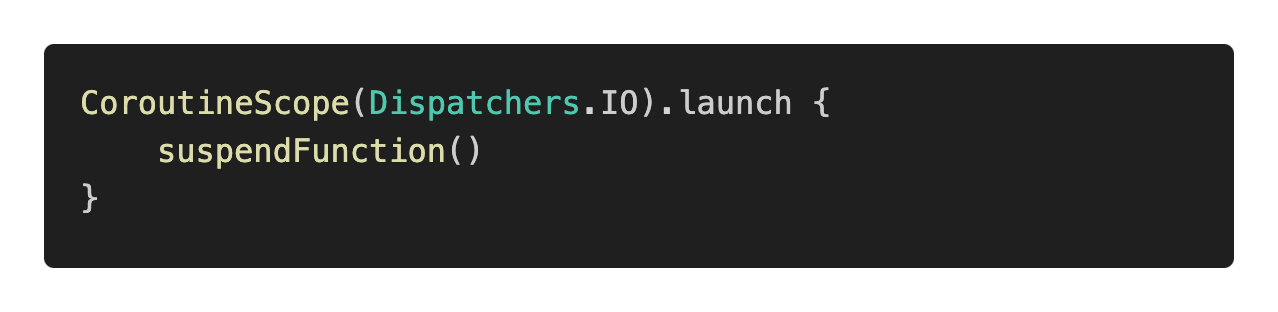 CoroutineScope(Dispatchers.IO).launch {
    suspendFunction()
}